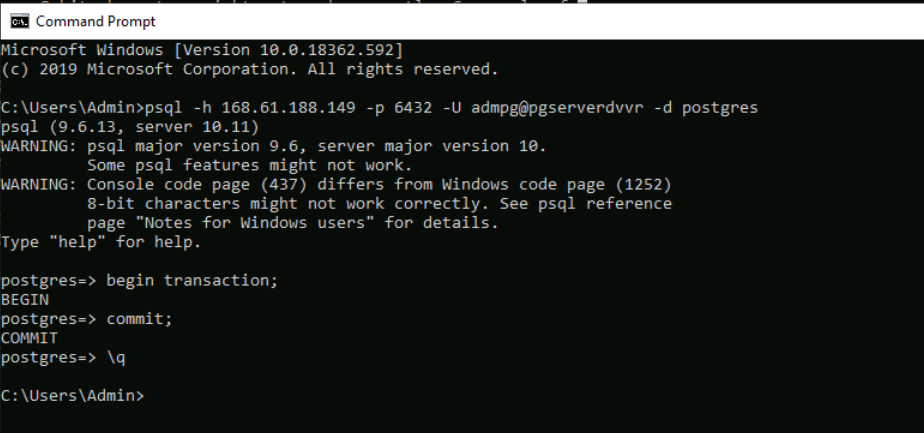 Command Prompt
Microsoft Windows [Version 10.0.18362.592]
(c) 2019 Microsoft Corporation. All rights reserved.
C:\Users\Admin>psql -h 168.61.188.149 -p 6432 -U admpg@pgserverdvvr -d postgres
psql (9.6.13, server 10.11)
WARNING: psql major version 9.6, server major version 10.
Some psql features might not work.
WARNING: Console code page (437) differs from Windows code page (1252)
8-bit characters might not work correctly. See psql reference
page "Notes for Windows users" for details.
Type "help" for help.
postgres=> begin transaction;
BEGIN
postgres=> commit;
COMMIT
postgres=> \q
C:\Users\Admin>